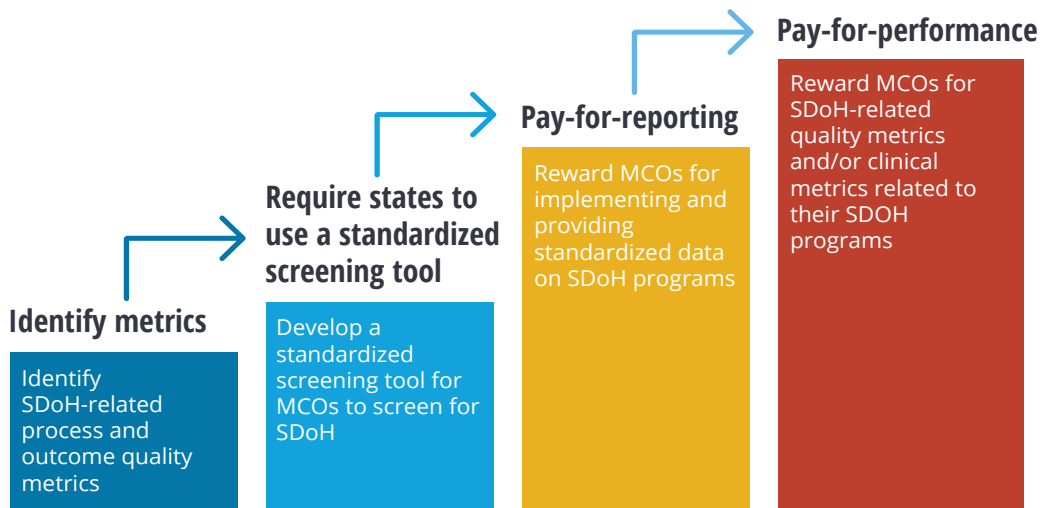 Identify metrics
Identify
SDoH-related
process and
outcome quality
metrics
Require states to
use a standardized
screening tool
Develop a
standardized
screening tool for
MCOs to screen for
SDoH
Pay-for-reporting
Reward MCOs for
implementing and
providing
standardized data
on SDoH programs
Pay-for-performance
Reward MCOs for
SDoH-related
quality metrics
and/or clinical
metrics related to
their SDOH
programs